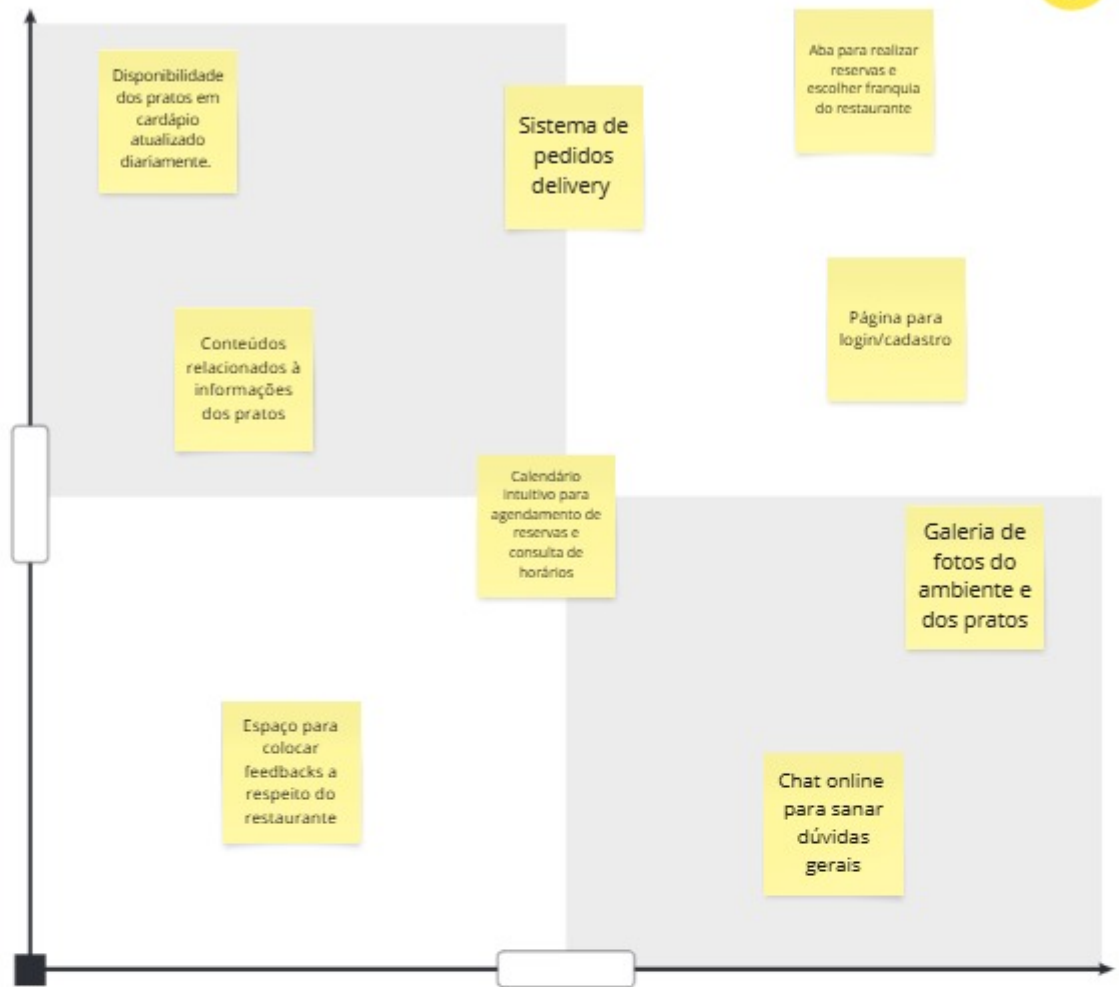 Disponibilidade
dos pratos em
cardápio
atualizado
diariamente.
Sistema de
pedidos
delivery
Aba para realizar
reservas e
escolher franquia
do restaurante
Conteúdos
relacionados à
informações
dos pratos
Página para
login/cadastro
Calendário
intuitivo para
agendamento de
reservas e
consulta de
horários
Galeria de
fotos do
ambiente e
dos pratos
Espaço para
colocar
feedbacks a
respeito do
restaurante
Chat online
para sanar
dúvidas
gerais